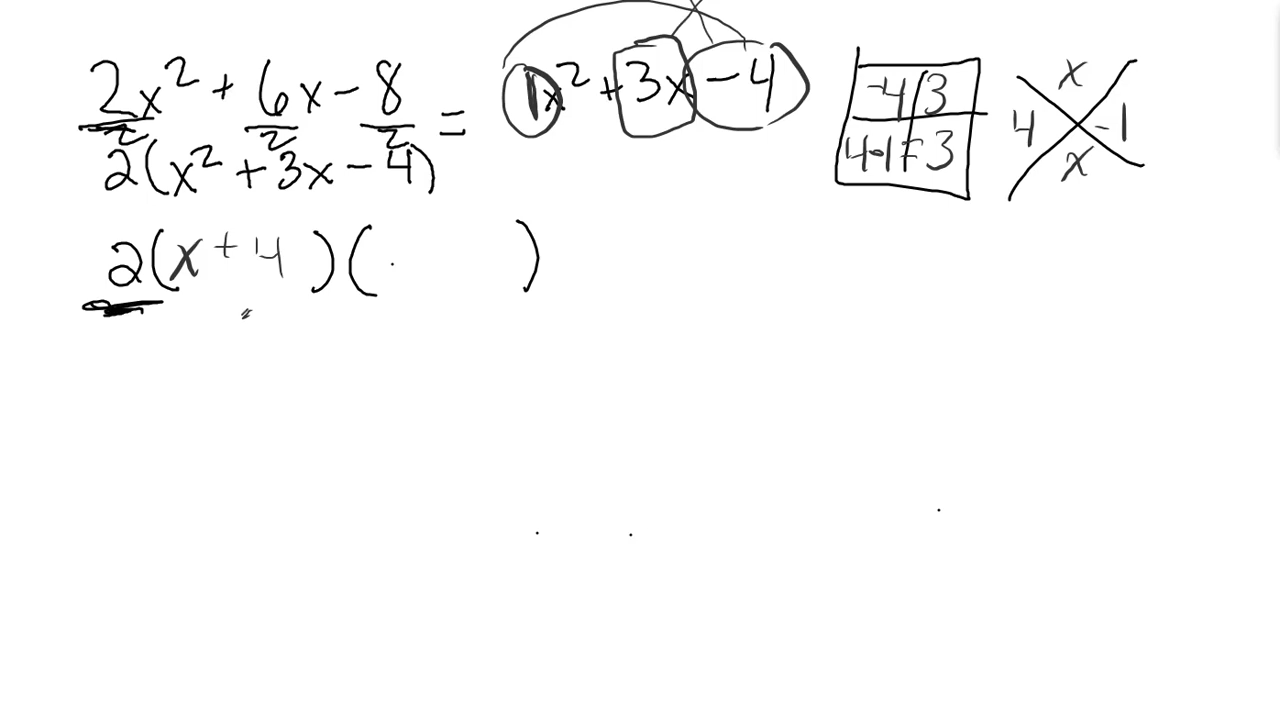 2x² + 6x - 8 = 1x² + 3x - 4
2 2 2
2(x² + 3x - 4)
2(x + 4 )( )
-4 3
4-1 = 3
x
4 -1
x